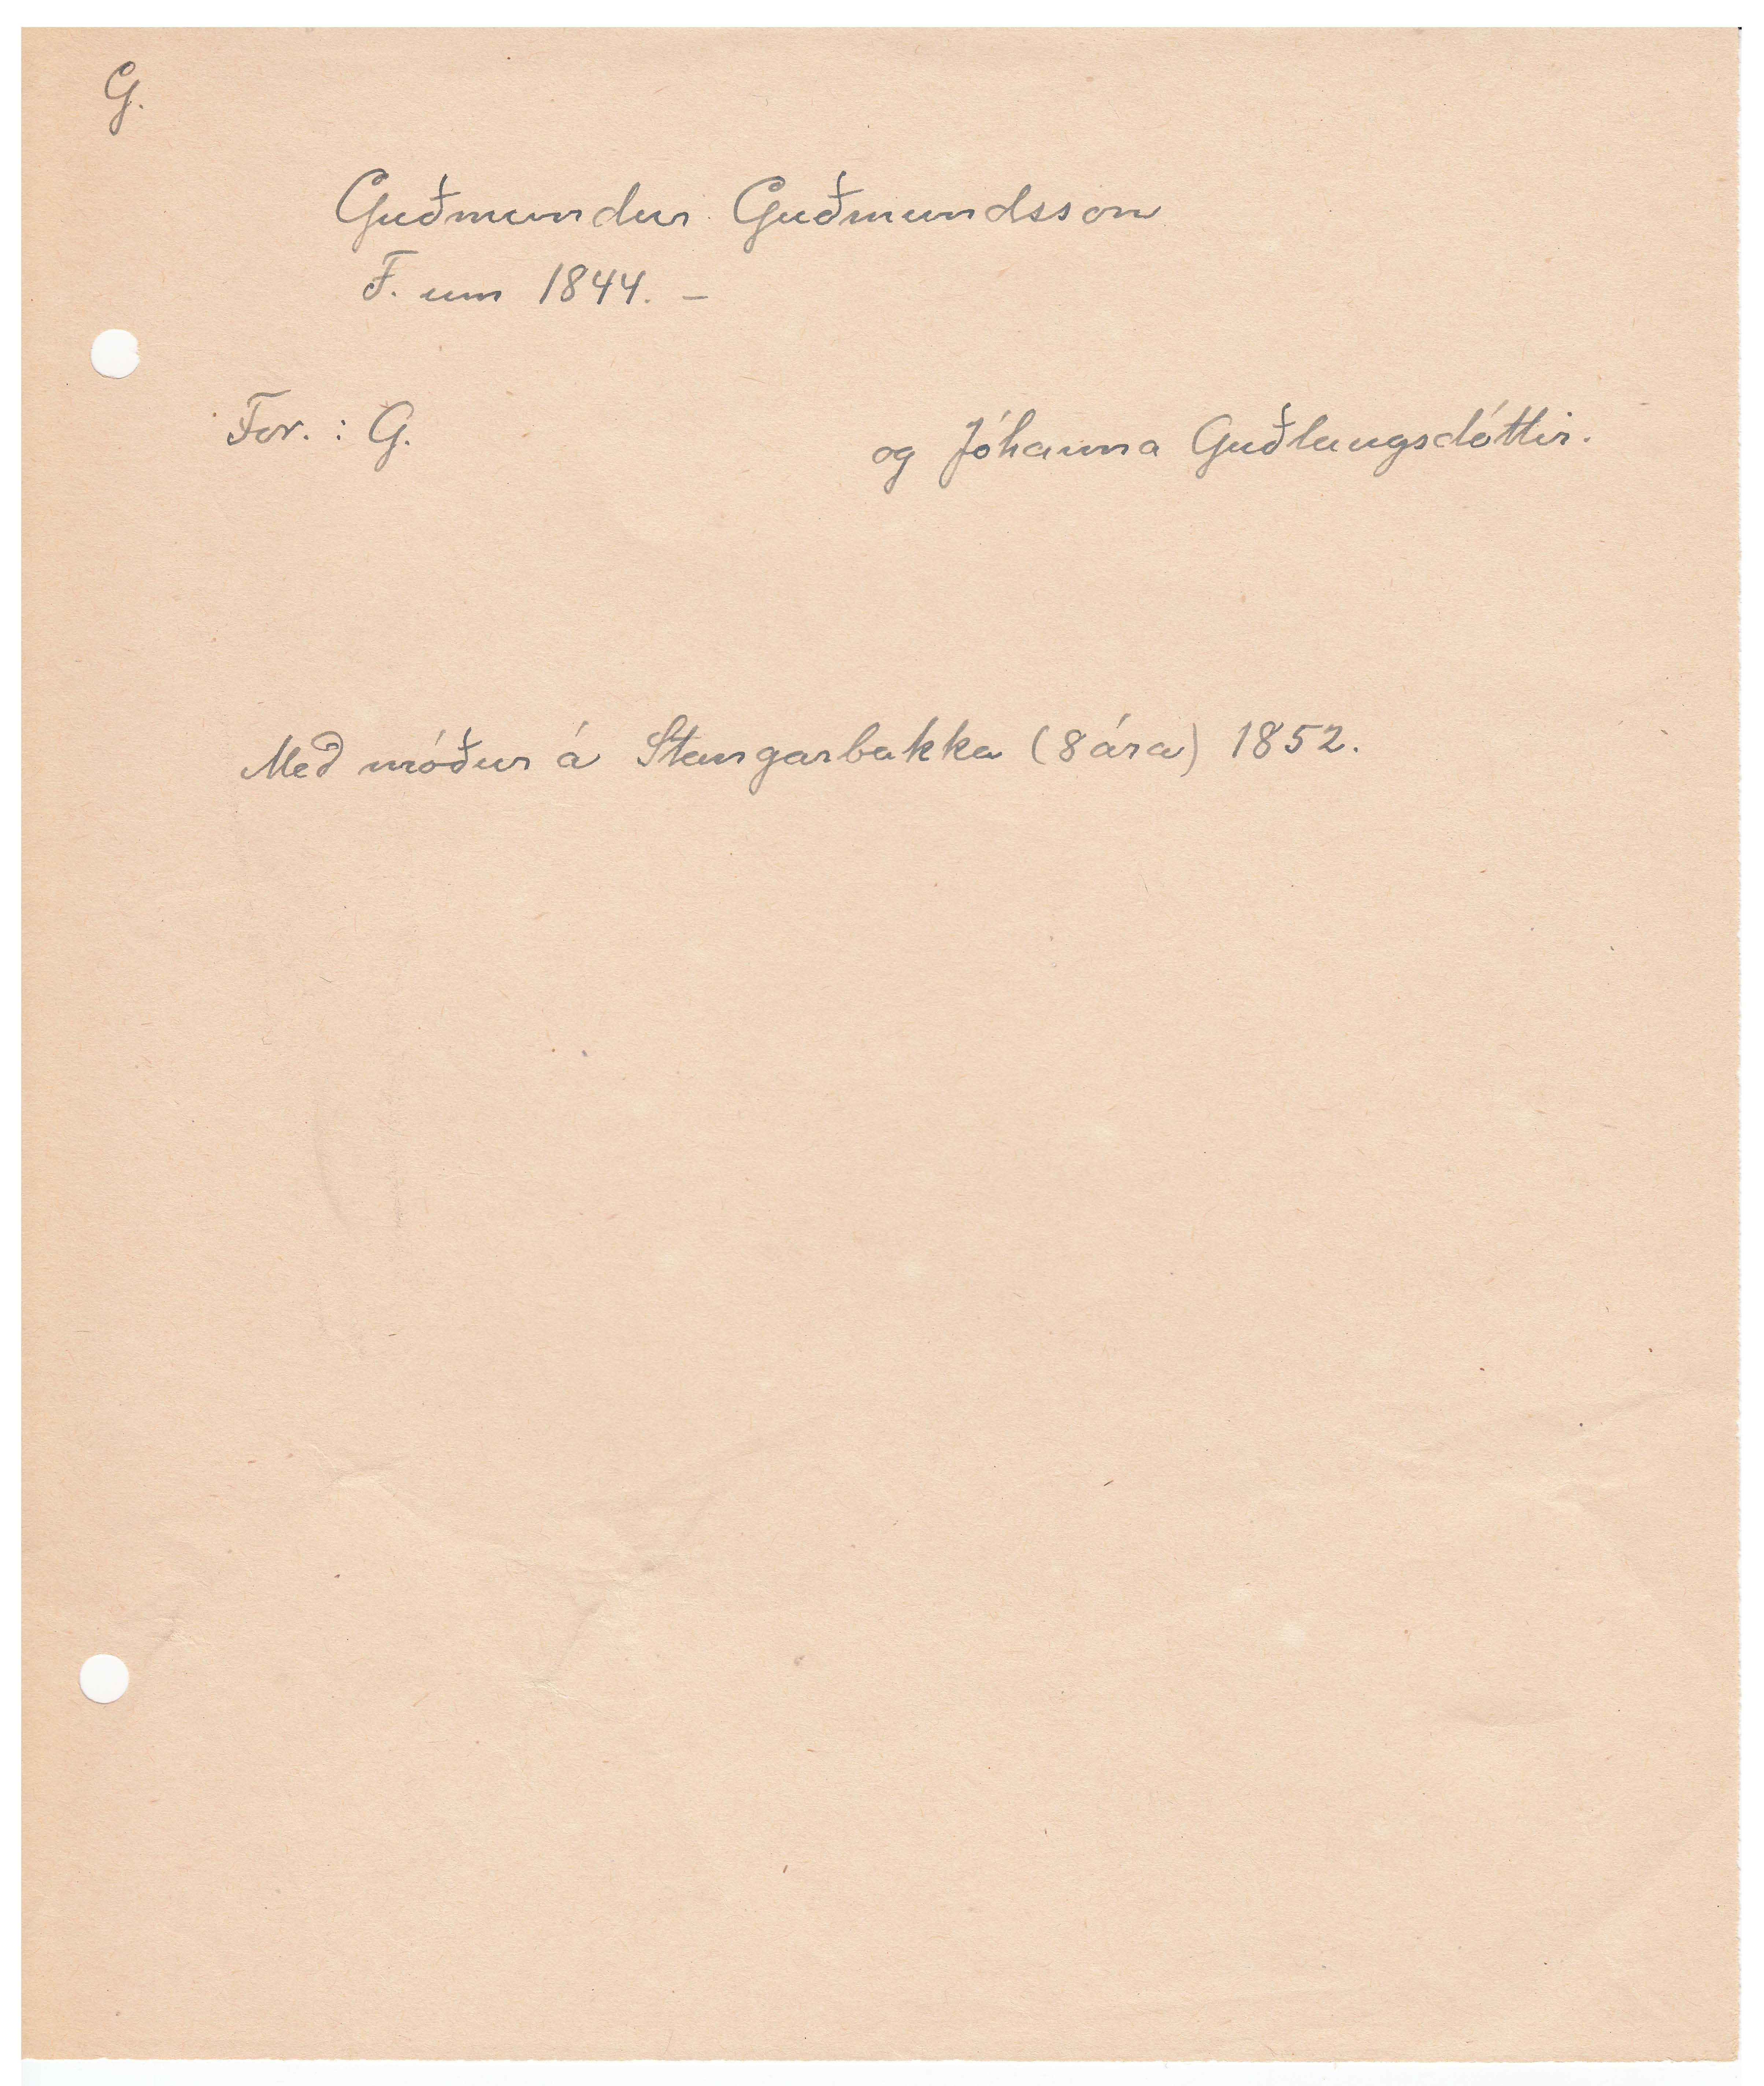 G.
Guðmundur Guðmundsson
F. um 1844. –
For. : G. og Jóhanna Guðlaugsdóttir.
Með móður á Stangarbakka (8 ára) 1852.